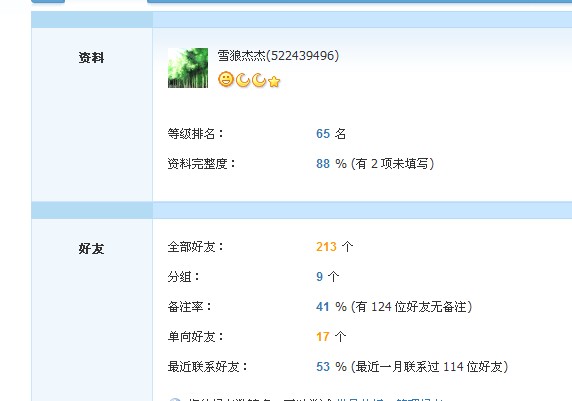 资料
雪狼杰杰(522439496)
等级排名： 65 名
资料完整度： 88 % (有 2 项未填写)
好友
全部好友： 213 个
分组： 9 个
备注率： 41 % (有 124 位好友无备注)
单向好友： 17 个
最近联系好友： 53 % (最近一月联系过 114 位好友)